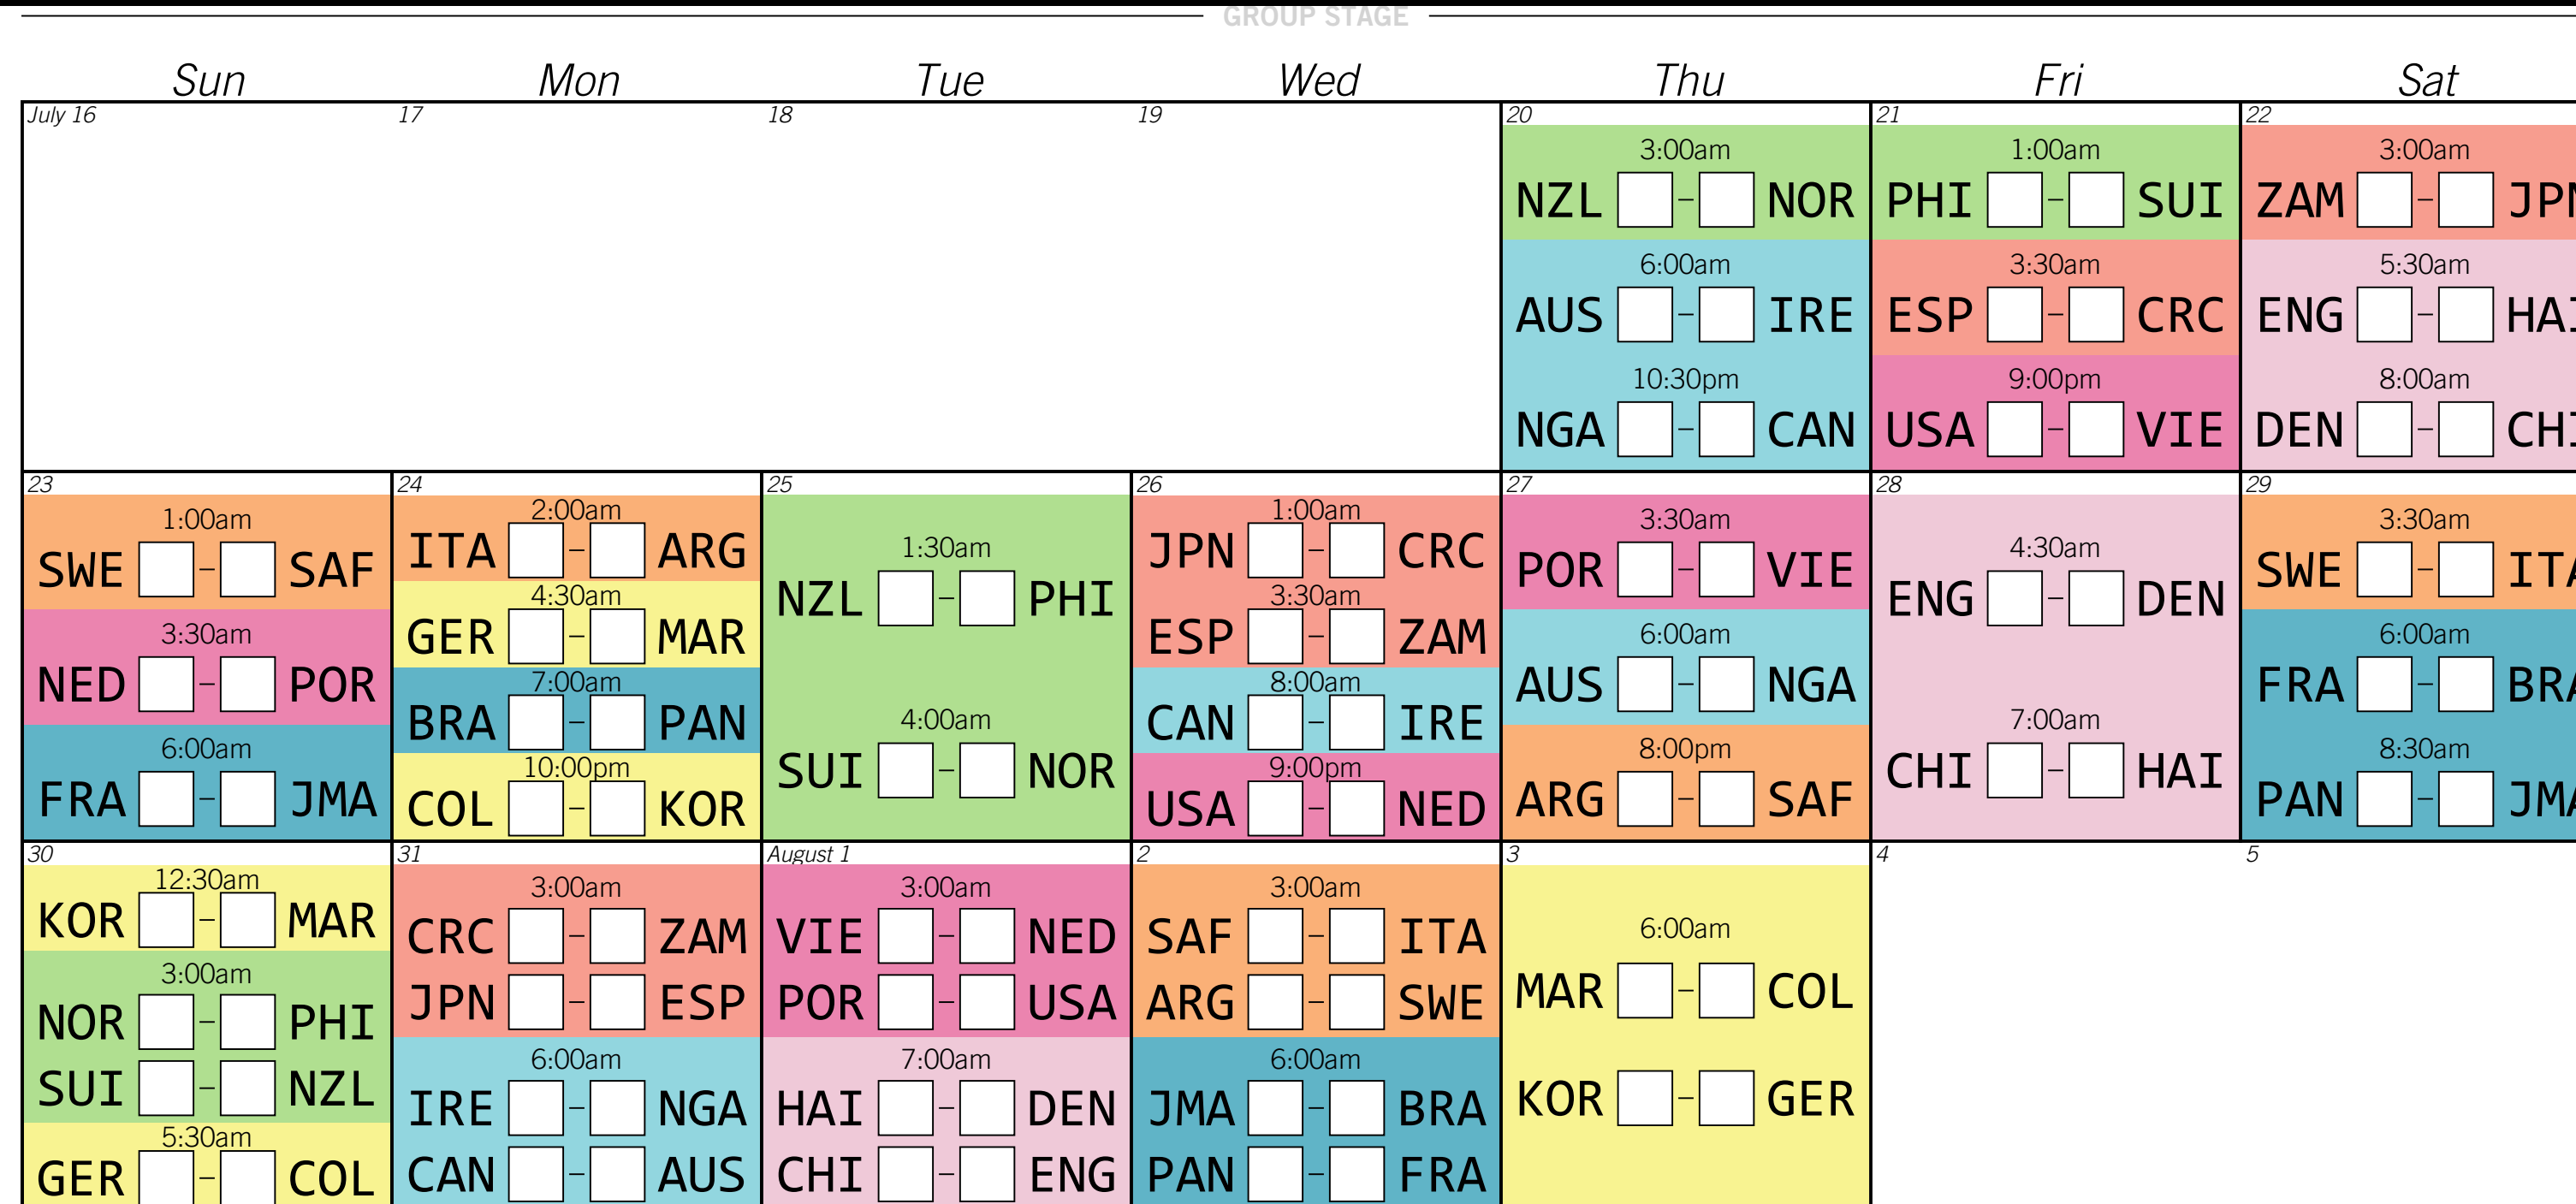 GROUP STAGE
Sun Mon Tue Wed Thu Fri Sat
July 16 17 18 19 20 21 22
3:00am 1:00am 3:00am
NZL - NOR PHI - SUI ZAM - JPN
6:00am 3:30am 5:30am
AUS - IRE ESP - CRC ENG - HAI
10:30pm 9:00pm 8:00am
NGA - CAN USA - VIE DEN - CHI
23 24 25 26 27 28 29
1:00am
SWE - SAF
3:30am
NED - POR
6:00am
FRA - JMA
2:00am
ITA - ARG
4:30am
GER - MAR
7:00am
BRA - PAN
10:00pm
COL - KOR
1:30am
NZL - PHI
4:00am
SUI - NOR
1:00am
JPN - CRC
3:30am
ESP - ZAM
8:00am
CAN - IRE
9:00pm
USA - NED
3:30am
POR - VIE
6:00am
AUS - NGA
8:00pm
ARG - SAF
4:30am
ENG - DEN
7:00am
CHI - HAI
3:30am
SWE - ITA
6:00am
FRA - BRA
8:30am
PAN - JMA
30 31 August 1 2 3 4 5
12:30am
KOR - MAR
3:00am
NOR - PHI
SUI - NZL
5:30am
GER - COL
3:00am
CRC - ZAM
JPN - ESP
6:00am
IRE - NGA
CAN - AUS
3:00am
VIE - NED
POR - USA
7:00am
HAI - DEN
CHI - ENG
3:00am
SAF - ITA
ARG - SWE
6:00am
JMA - BRA
PAN - FRA
6:00am
MAR - COL
KOR - GER